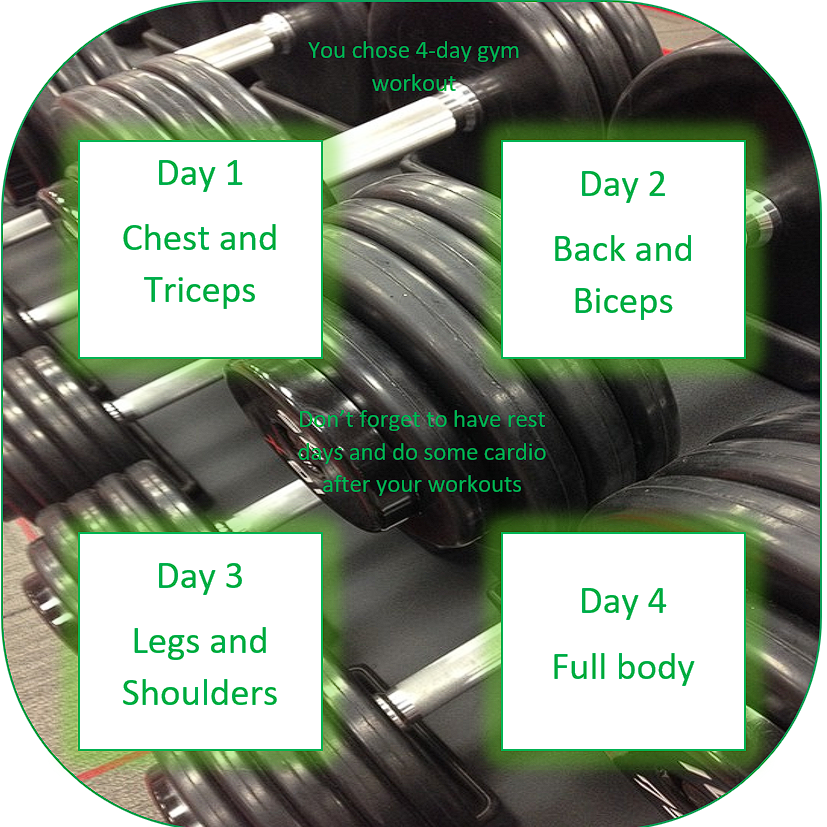 You chose 4-day gym
workout
Day 1
Chest and
Triceps
Day 2
Back and
Biceps
Don't forget to have rest
days and do some cardio
after your workouts
Day 3
Legs and
Shoulders
Day 4
Full body